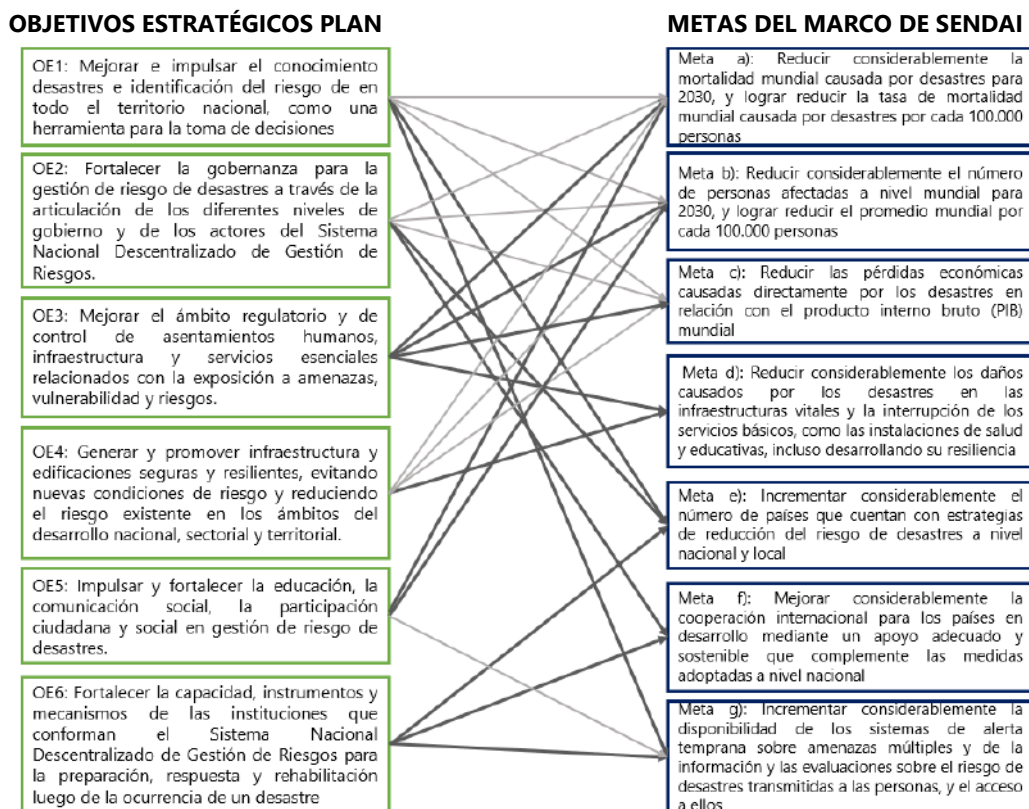 OBJETIVOS ESTRATÉGICOS PLAN
OE1: Mejorar e impulsar el conocimiento
desastres e identificación del riesgo de en
todo el territorio nacional, como una
herramienta para la toma de decisiones
OE2: Fortalecer la gobernanza para la
gestión de riesgo de desastres a través de la
articulación de los diferentes niveles de
gobierno y de los actores del Sistema
Nacional Descentralizado de Gestión de
Riesgos.
OE3: Mejorar el ámbito regulatorio y de
control de asentamientos humanos,
infraestructura y servicios esenciales
relacionados con la exposición a amenazas,
vulnerabilidad y riesgos.
OE4: Generar y promover infraestructura y
edificaciones seguras y resilientes, evitando
nuevas condiciones de riesgo y reduciendo
el riesgo existente en los ámbitos del
desarrollo nacional, sectorial y territorial.
OE5: Impulsar y fortalecer la educación, la
comunicación social, la participación
ciudadana y social en gestión de riesgo de
desastres.
OE6: Fortalecer la capacidad, instrumentos y
mecanismos de las instituciones que
conforman el Sistema Nacional
Descentralizado de Gestión de Riesgos para
la preparación, respuesta y rehabilitación
luego de la ocurrencia de un desastre
METAS DEL MARCO DE SENDAI
Meta a): Reducir considerablemente la
mortalidad mundial causada por desastres para
2030, y lograr reducir la tasa de mortalidad
mundial causada por desastres por cada 100.000
personas
Meta b): Reducir considerablemente el número
de personas afectadas a nivel mundial para
2030, y lograr reducir el promedio mundial por
cada 100.000 personas
Meta c): Reducir las pérdidas económicas
causadas directamente por los desastres en
relación con el producto interno bruto (PIB)
mundial
Meta d): Reducir considerablemente los daños
causados por los desastres en las
infraestructuras vitales y la interrupción de los
servicios básicos, como las instalaciones de salud
y educativas, incluso desarrollando su resiliencia
Meta e): Incrementar considerablemente el
número de países que cuentan con estrategias
de reducción del riesgo de desastres a nivel
nacional y local
Meta f): Mejorar considerablemente la
cooperación internacional para los países en
desarrollo mediante un apoyo adecuado y
sostenible que complemente las medidas
adoptadas a nivel nacional
Meta g): Incrementar considerablemente la
disponibilidad de los sistemas de alerta
temprana sobre amenazas múltiples y de la
información y las evaluaciones sobre el riesgo de
desastres transmitidas a las personas, y el acceso
a ellos